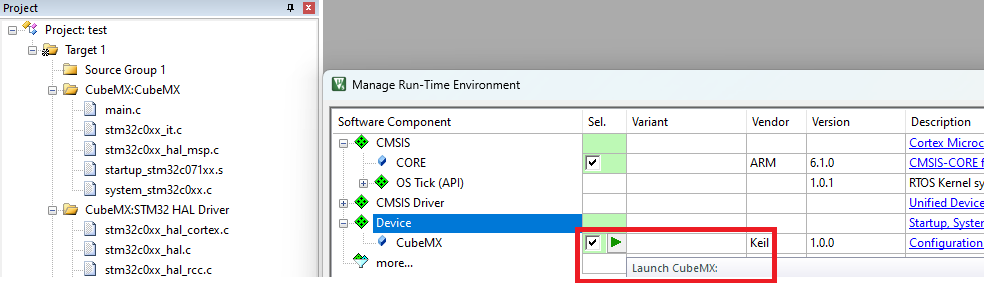 Project
Project: test
Target 1
Source Group 1
CubeMX:CubeMX
main.c
stm32c0xx_it.c
stm32c0xx_hal_msp.c
startup_stm32c071xx.s
system_stm32c0xx.c
CubeMX:STM32 HAL Driver
stm32c0xx_hal_cortex.c
stm32c0xx_hal.c
stm32c0xx_hal_rcc.c
Manage Run-Time Environment
Software Component Sel. Variant Vendor Version Description
CMSIS Cortex Microc
CORE ARM 6.1.0 CMSIS-CORE f
OS Tick (API) 1.0.1 RTOS Kernel sy
CMSIS Driver Unified Device
Device Startup, System
CubeMX Keil 1.0.0 Configuration
more...
Launch CubeMX: